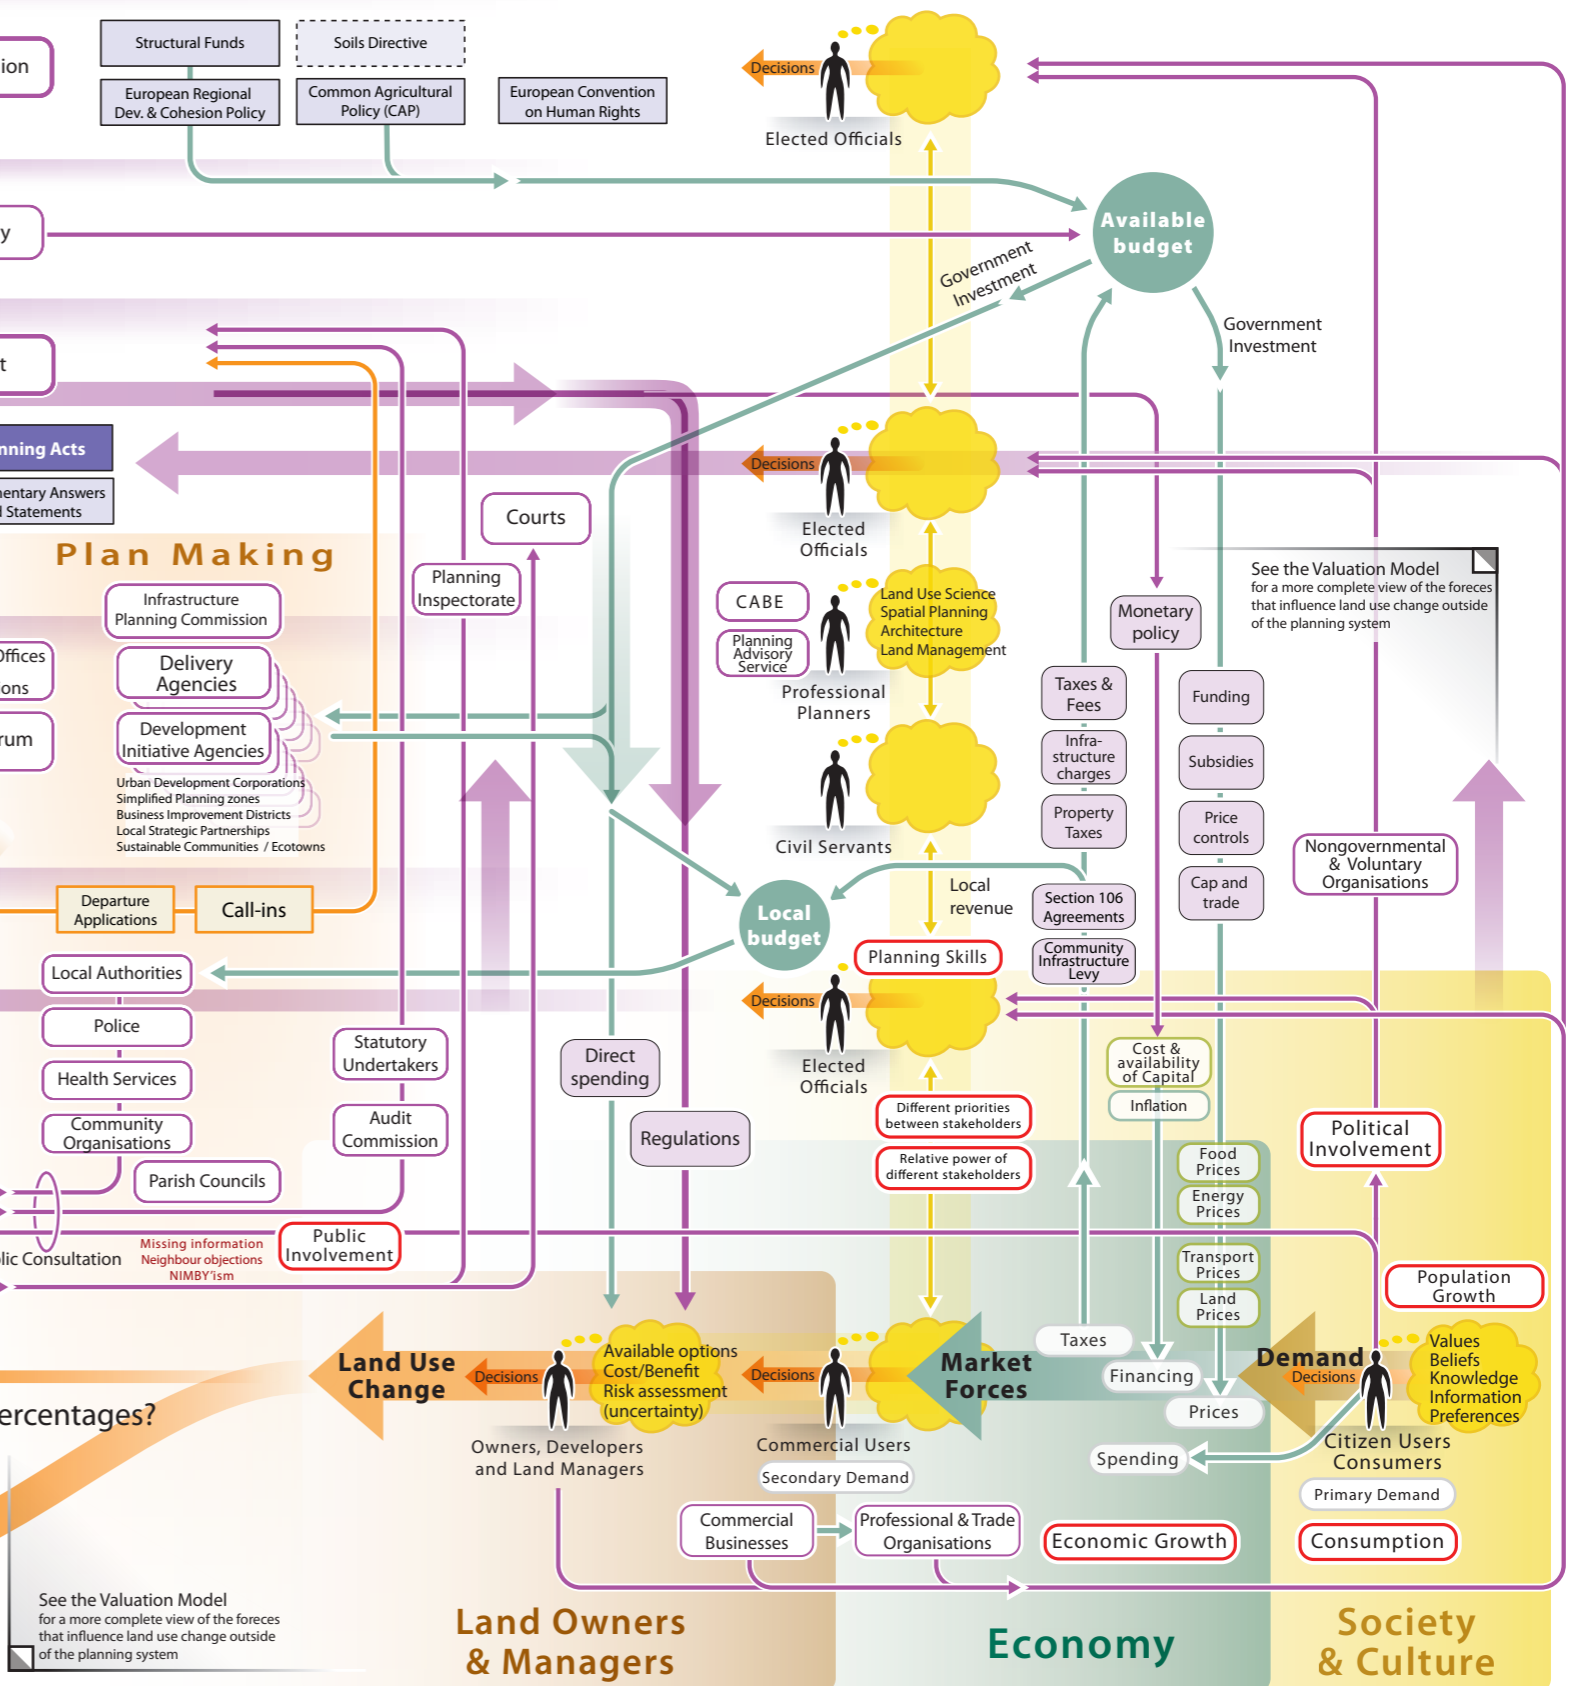 ion
Structural Funds
Soils Directive
European Regional
Dev. & Cohesion Policy
Common Agricultural
Policy (CAP)
European Convention
on Human Rights
Decisions
Elected Officials
y
Available
budget
Government
Investment
Government
Investment
t
nning Acts
mentary Answers
d Statements
Decisions
Elected
Officials
Courts
Plan Making
Planning
Inspectorate
Infrastructure
Planning Commission
CABE
Planning
Advisory
Service
Land Use Science
Spatial Planning
Architecture
Land Management
Professional
Planners
Monetary
policy
See the Valuation Model
for a more complete view of the foreces
that influence land use change outside
of the planning system
Offices
ions
Delivery
Agencies
rum
Development
Initiative Agencies
Urban Development Corporations
Simplified Planning zones
Business Improvement Districts
Local Strategic Partnerships
Sustainable Communities / Ecotowns
Taxes &
Fees
Funding
Infra-
structure
charges
Subsidies
Property
Taxes
Price
controls
Civil Servants
Nongovernmental
& Voluntary
Organisations
Departure
Applications
Call-ins
Local
budget
Local
revenue
Section 106
Agreements
Cap and
trade
Community
Infrastructure
Levy
Planning Skills
Local Authorities
Police
Health Services
Community
Organisations
Parish Councils
Decisions
Elected
Officials
Statutory
Undertakers
Audit
Commission
Direct
spending
Regulations
Different priorities
between stakeholders
Relative power of
different stakeholders
Cost &
availability
of Capital
Inflation
Food
Prices
Energy
Prices
Transport
Prices
Land
Prices
Political
Involvement
lic Consultation
Missing information
Neighbour objections
NIMBY'ism
Public
Involvement
Population
Growth
Land Use
Change
Decisions
Available options
Cost/Benefit
Risk assessment
(uncertainty)
Decisions
Market
Forces
Taxes
Financing
Prices
Spending
Demand
Decisions
Values
Beliefs
Knowledge
Information
Preferences
ercentages?
Owners, Developers
and Land Managers
Commercial Users
Secondary Demand
Citizen Users
Consumers
Primary Demand
Commercial
Businesses
Professional & Trade
Organisations
Economic Growth
Consumption
See the Valuation Model
for a more complete view of the foreces
that influence land use change outside
of the planning system
Land Owners
& Managers
Economy
Society
& Culture